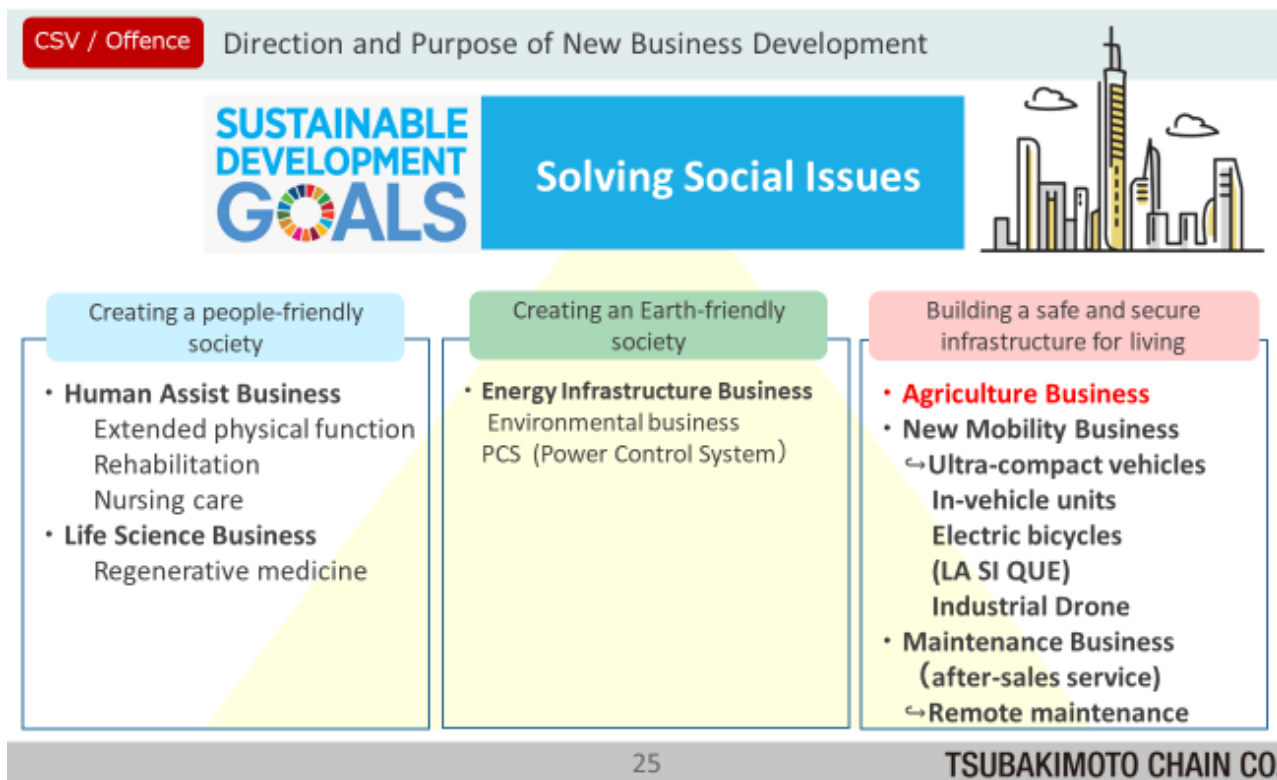 CSV / Offence
Direction and Purpose of New Business Development
SUSTAINABLE
DEVELOPMENT
GOALS
Solving Social Issues
Creating a people-friendly
society
・Human Assist Business
Extended physical function
Rehabilitation
Nursing care
・Life Science Business
Regenerative medicine
Creating an Earth-friendly
society
・Energy Infrastructure Business
Environmental business
PCS (Power Control System）
Building a safe and secure
infrastructure for living
・Agriculture Business
・New Mobility Business
↪Ultra-compact vehicles
In-vehicle units
Electric bicycles
(LA SI QUE)
Industrial Drone
・Maintenance Business
（after-sales service)
↪Remote maintenance
25
TSUBAKIMOTO CHAIN CO